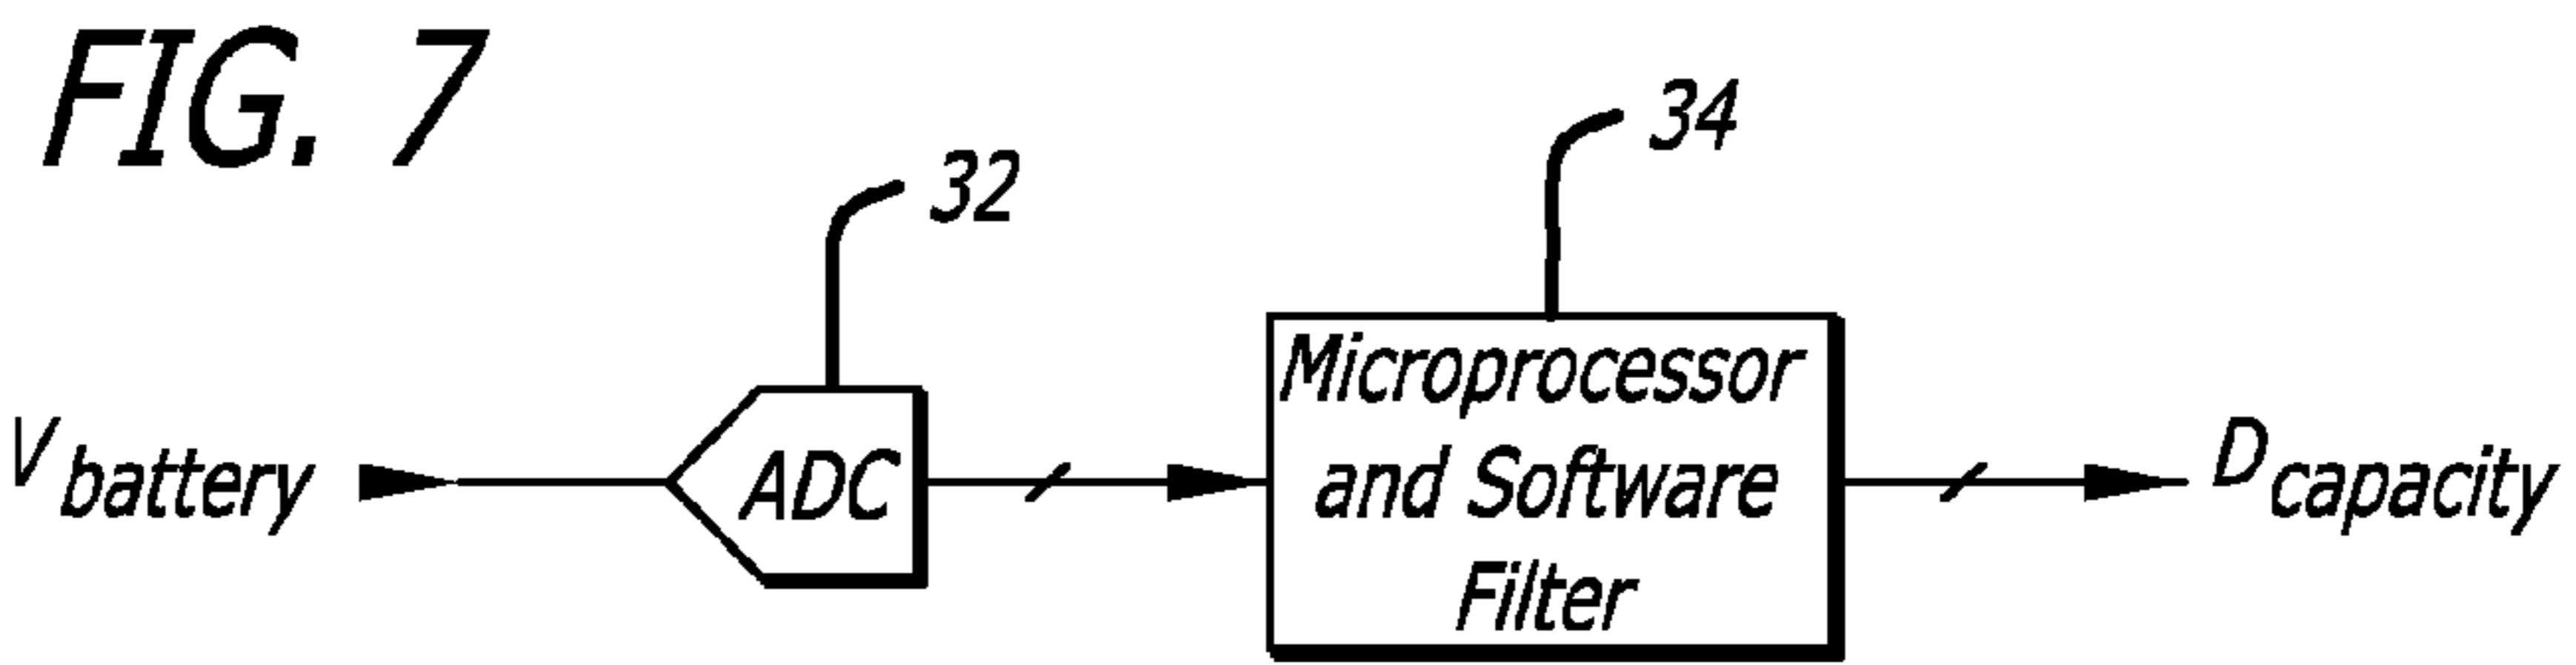 FIG. 7
32
34
V battery
ADC
Microprocessor
and Software
Filter
D capacity